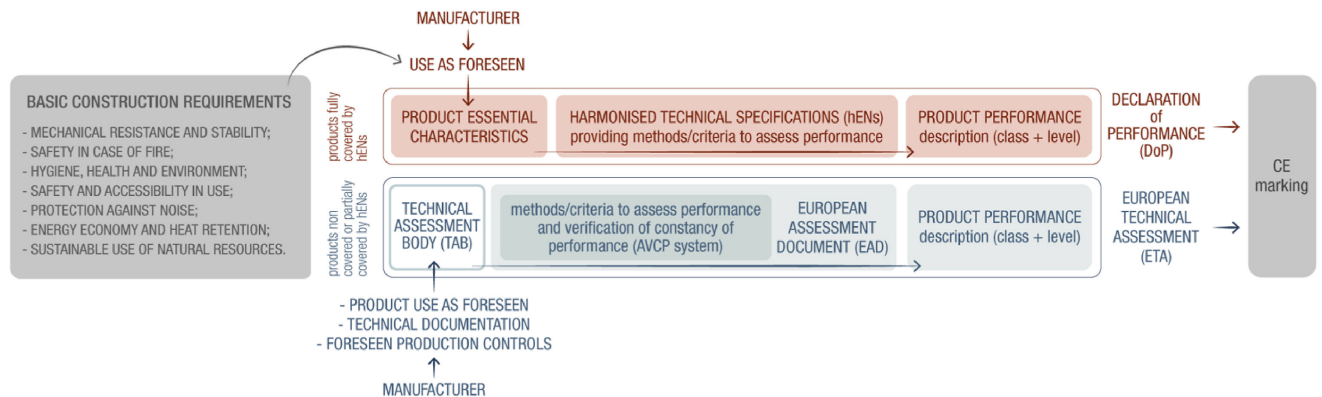 MANUFACTURER
USE AS FORESEEN
BASIC CONSTRUCTION REQUIREMENTS
- MECHANICAL RESISTANCE AND STABILITY;
- SAFETY IN CASE OF FIRE;
- HYGIENE, HEALTH AND ENVIRONMENT;
- SAFETY AND ACCESSIBILITY IN USE;
- PROTECTION AGAINST NOISE;
- ENERGY ECONOMY AND HEAT RETENTION;
- SUSTAINABLE USE OF NATURAL RESOURCES.
products fully
covered by
hENs
PRODUCT ESSENTIAL
CHARACTERISTICS
HARMONISED TECHNICAL SPECIFICATIONS (hENs)
providing methods/criteria to assess performance
PRODUCT PERFORMANCE
description (class + level)
DECLARATION
of
PERFORMANCE
(DoP)
products non
covered or partially
covered by hENs
TECHNICAL
ASSESSMENT
BODY (TAB)
methods/criteria to assess performance
and verification of constancy of
performance (AVCP system)
EUROPEAN
ASSESSMENT
DOCUMENT (EAD)
PRODUCT PERFORMANCE
description (class + level)
EUROPEAN
TECHNICAL
ASSESSMENT
(ETA)
CE
marking
- PRODUCT USE AS FORESEEN
- TECHNICAL DOCUMENTATION
- FORESEEN PRODUCTION CONTROLS
MANUFACTURER